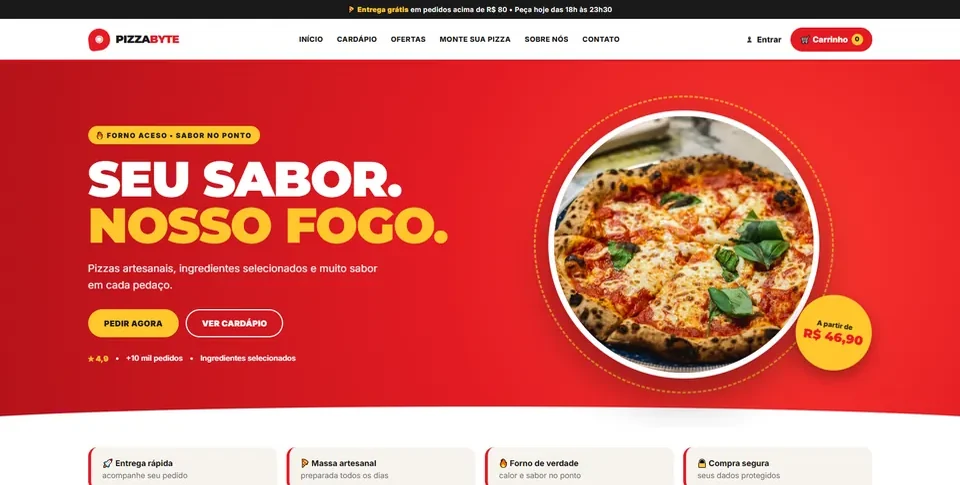 Entrega grátis em pedidos acima de R$ 80 • Peça hoje das 18h às 23h30
PIZZABYTE
INÍCIO CARDÁPIO OFERTAS MONTE SUA PIZZA SOBRE NÓS CONTATO
Entrar
Carrinho 0
FORNO ACESO • SABOR NO PONTO
SEU SABOR.
NOSSO FOGO.
Pizzas artesanais, ingredientes selecionados e muito sabor
em cada pedaço.
PEDIR AGORA
VER CARDÁPIO
★ 4,9 • +10 mil pedidos • Ingredientes selecionados
A partir de
R$ 46,90
Entrega rápida
acompanhe seu pedido
Massa artesanal
preparada todos os dias
Forno de verdade
calor e sabor no ponto
Compra segura
seus dados protegidos